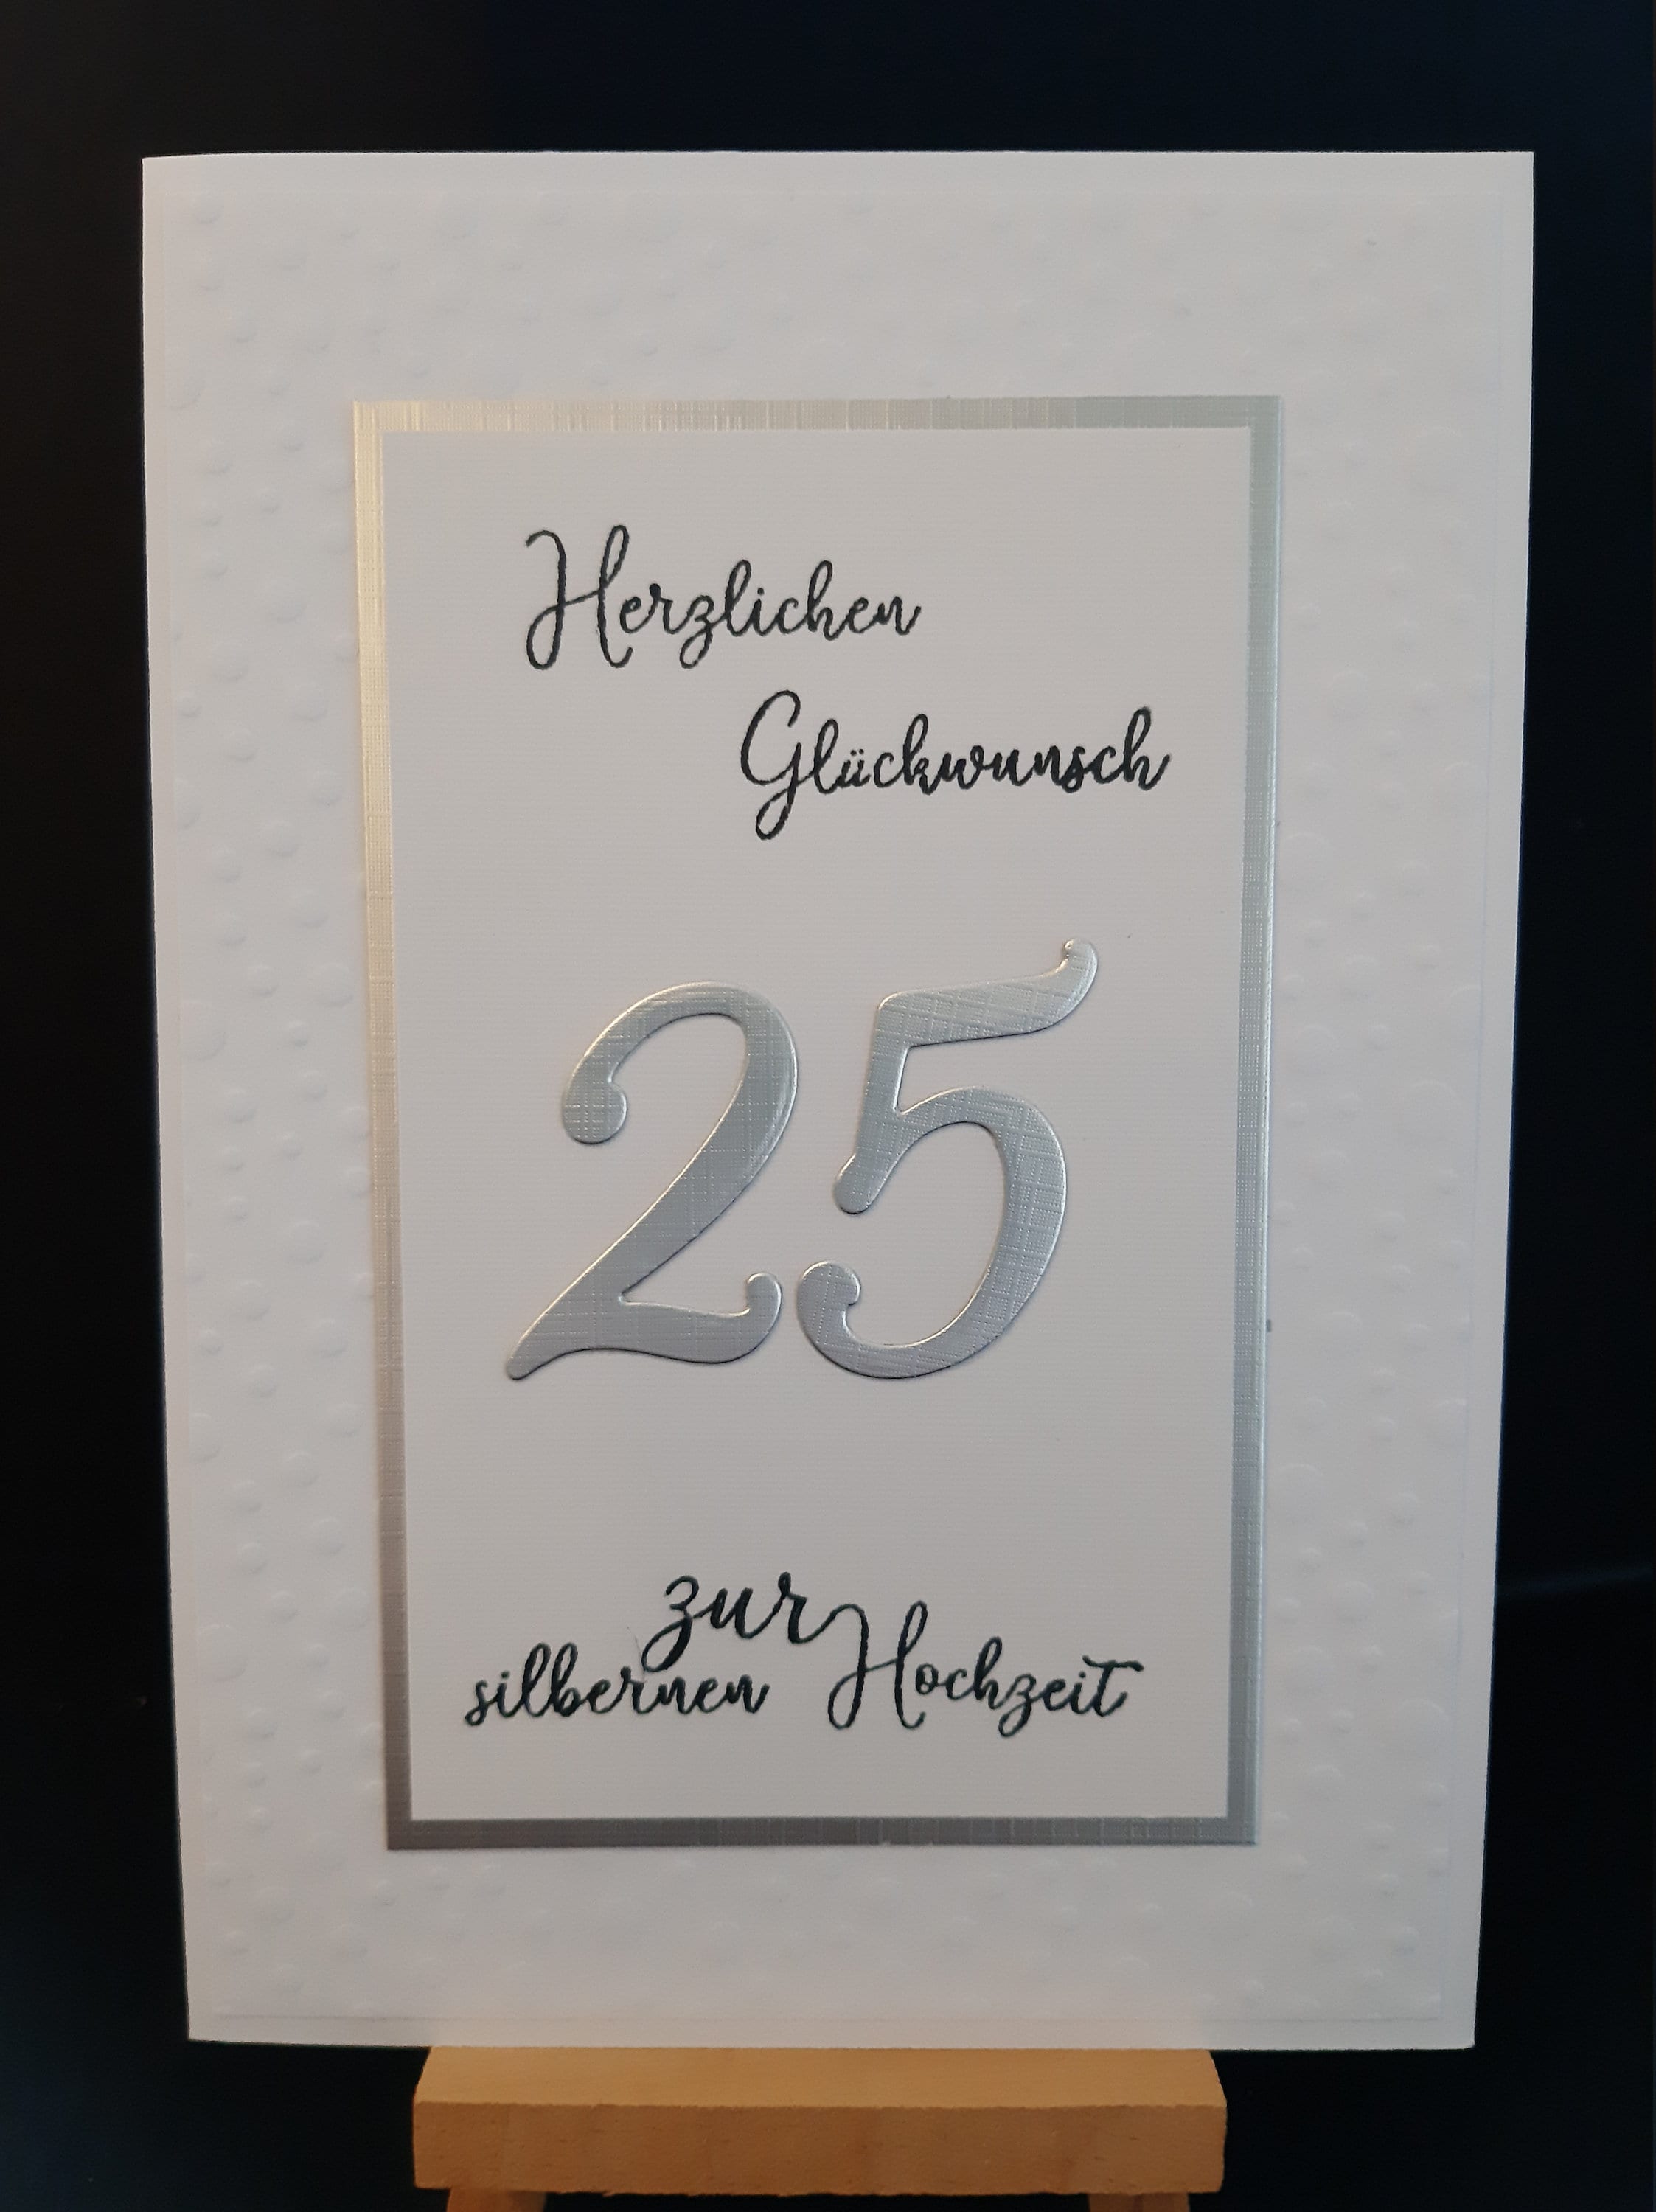 Herzlichen
Glückwunsch
25
zur
silbernen Hochzeit